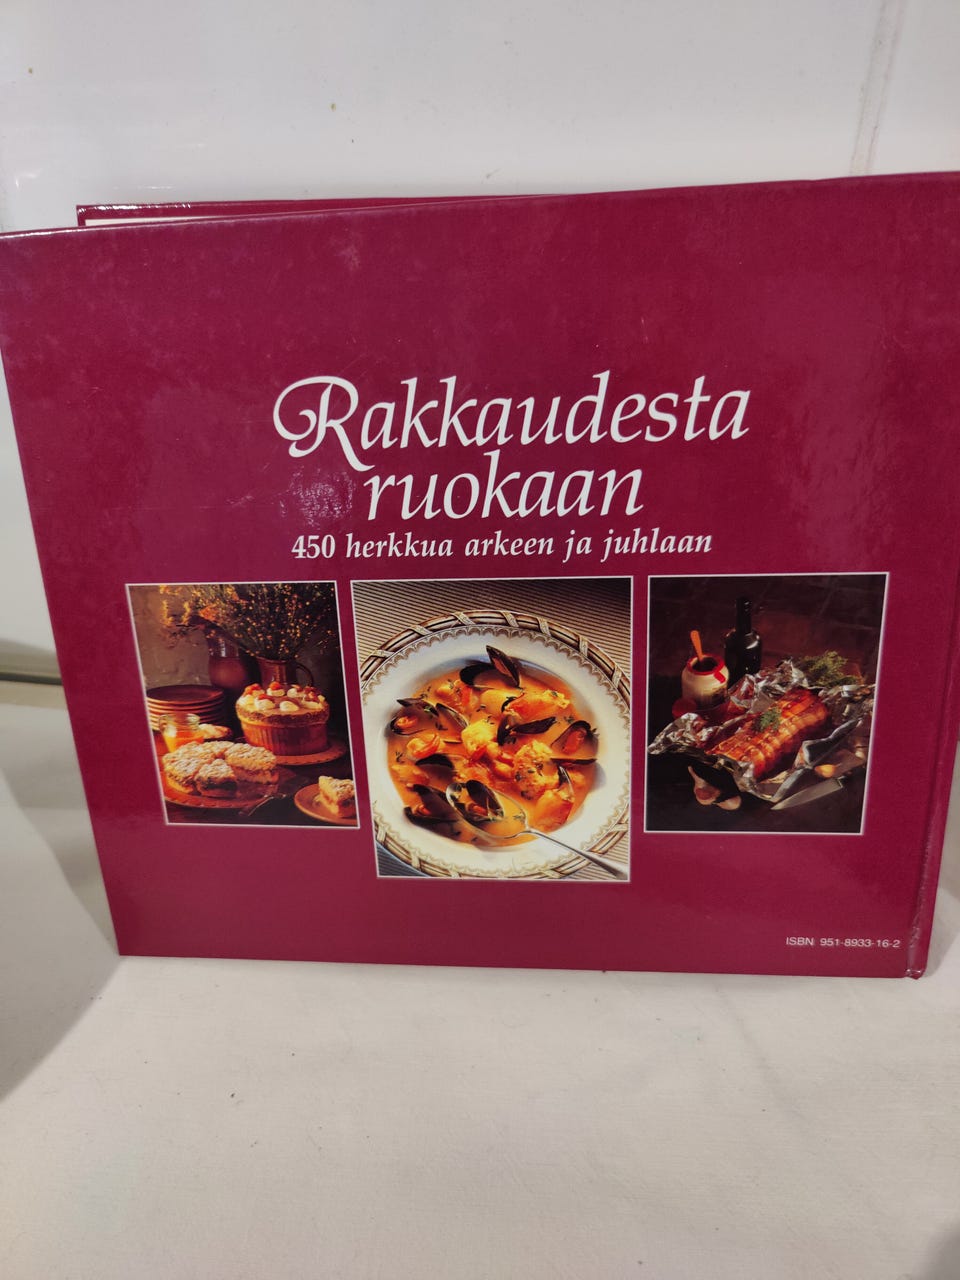 Rakkaudesta
ruokaan
450 herkkua arkeen ja juhlaan
ISBN 951-8933-16-2